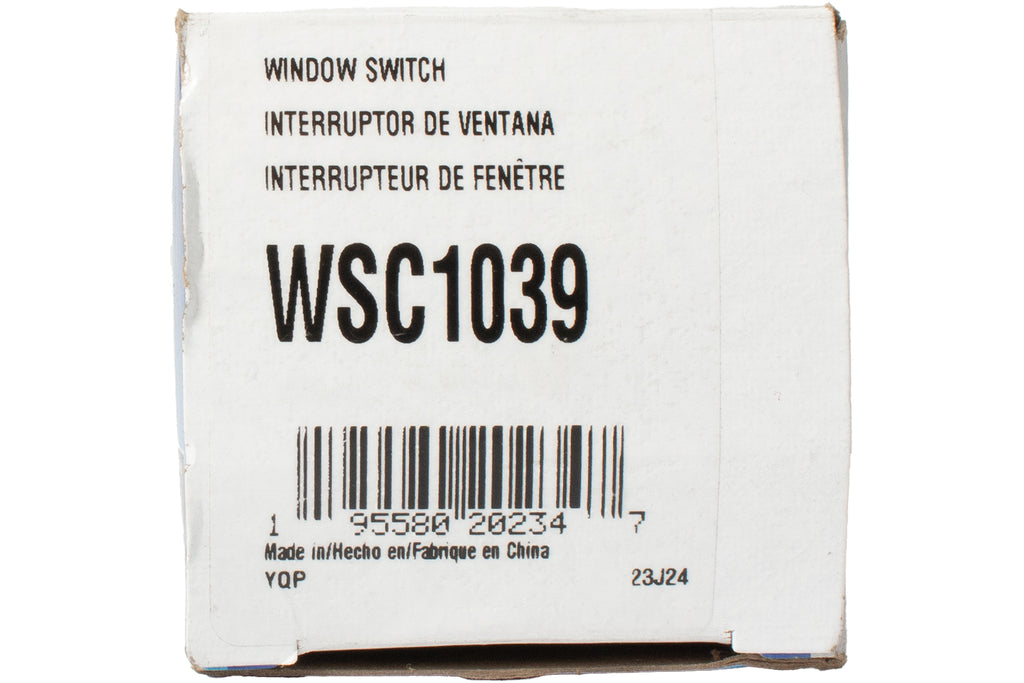 WINDOW SWITCH
INTERRUPTOR DE VENTANA
INTERRUPTEUR DE FENÊTRE
WSC1039
1 95580 20234 7
Made in/Hecho en/Fabrique en China
YQP 23J24